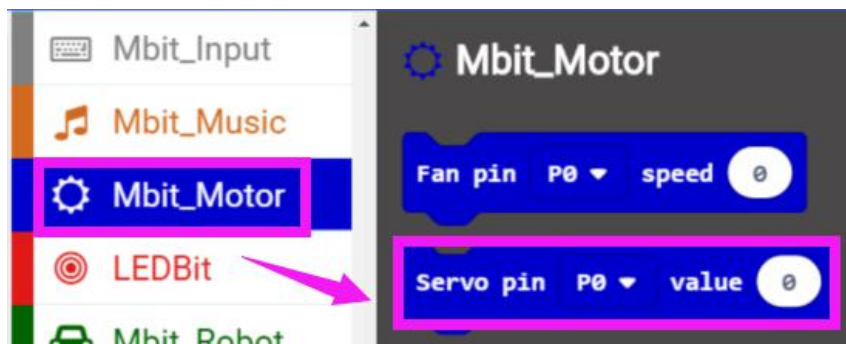 Mbit_Input
Mbit_Music
Mbit_Motor
LEDBit
Mbit_Robot
Mbit_Motor
Fan pin P0 speed 0
Servo pin P0 value 0